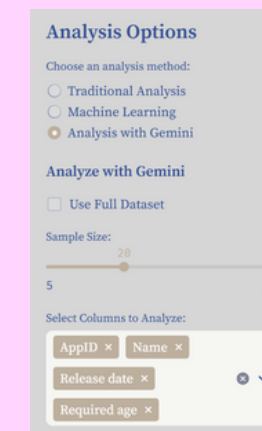 Analysis Options
Choose an analysis method:
Traditional Analysis
Machine Learning
Analysis with Gemini
Analyze with Gemini
Use Full Dataset
Sample Size:
20
5
Select Columns to Analyze:
AppID × Name ×
Release date ×
Required age ×